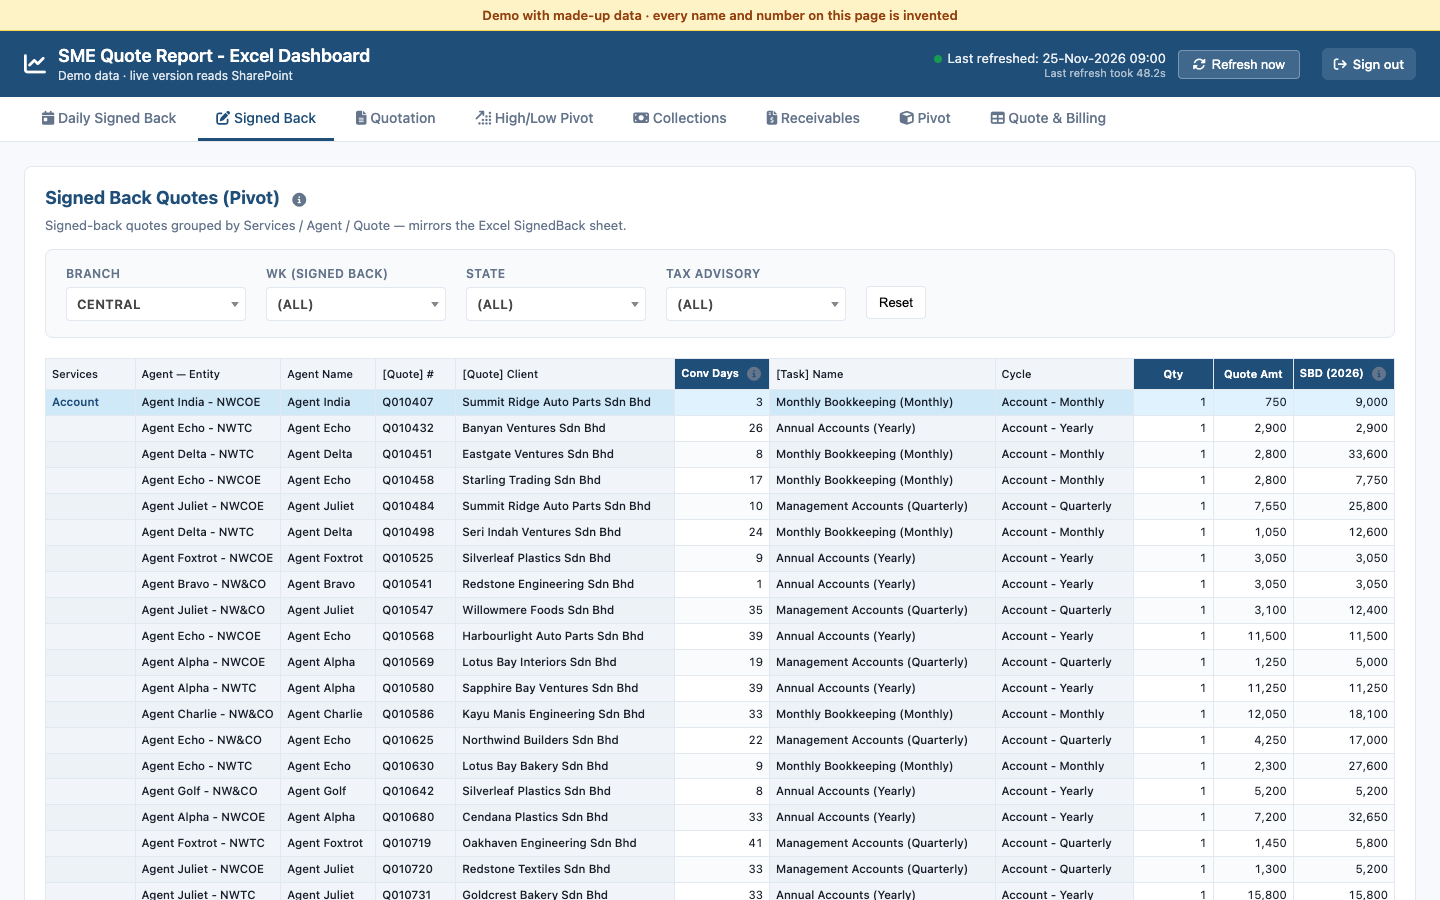 Demo with made-up data · every name and number on this page is invented
SME Quote Report - Excel Dashboard
Demo data · live version reads SharePoint
Last refreshed: 25-Nov-2026 09:00
Last refresh took 48.2s
Refresh now
Sign out
Daily Signed Back Signed Back Quotation High/Low Pivot Collections Receivables Pivot Quote & Billing
Signed Back Quotes (Pivot)
Signed-back quotes grouped by Services / Agent / Quote — mirrors the Excel SignedBack sheet.
BRANCH WK (SIGNED BACK) STATE TAX ADVISORY
CENTRAL (ALL) (ALL) (ALL) Reset
Services Agent — Entity Agent Name [Quote] # [Quote] Client Conv Days [Task] Name Cycle Qty Quote Amt SBD (2026)
Account Agent India - NWCOE Agent India Q010407 Summit Ridge Auto Parts Sdn Bhd 3 Monthly Bookkeeping (Monthly) Account - Monthly 1 750 9,000
Agent Echo - NWTC Agent Echo Q010432 Banyan Ventures Sdn Bhd 26 Annual Accounts (Yearly) Account - Yearly 1 2,900 2,900
Agent Delta - NWTC Agent Delta Q010451 Eastgate Ventures Sdn Bhd 8 Monthly Bookkeeping (Monthly) Account - Monthly 1 2,800 33,600
Agent Echo - NWCOE Agent Echo Q010458 Starling Trading Sdn Bhd 17 Monthly Bookkeeping (Monthly) Account - Monthly 1 2,800 7,750
Agent Juliet - NWCOE Agent Juliet Q010484 Summit Ridge Auto Parts Sdn Bhd 10 Management Accounts (Quarterly) Account - Quarterly 1 7,550 25,800
Agent Delta - NWTC Agent Delta Q010498 Seri Indah Ventures Sdn Bhd 24 Monthly Bookkeeping (Monthly) Account - Monthly 1 1,050 12,600
Agent Foxtrot - NWCOE Agent Foxtrot Q010525 Silverleaf Plastics Sdn Bhd 9 Annual Accounts (Yearly) Account - Yearly 1 3,050 3,050
Agent Bravo - NW&CO Agent Bravo Q010541 Redstone Engineering Sdn Bhd 1 Annual Accounts (Yearly) Account - Yearly 1 3,050 3,050
Agent Juliet - NW&CO Agent Juliet Q010547 Willowmere Foods Sdn Bhd 35 Management Accounts (Quarterly) Account - Quarterly 1 3,100 12,400
Agent Echo - NWCOE Agent Echo Q010568 Harbourlight Auto Parts Sdn Bhd 39 Annual Accounts (Yearly) Account - Yearly 1 11,500 11,500
Agent Alpha - NWCOE Agent Alpha Q010569 Lotus Bay Interiors Sdn Bhd 19 Management Accounts (Quarterly) Account - Quarterly 1 1,250 5,000
Agent Alpha - NWTC Agent Alpha Q010580 Sapphire Bay Ventures Sdn Bhd 39 Annual Accounts (Yearly) Account - Yearly 1 11,250 11,250
Agent Charlie - NW&CO Agent Charlie Q010586 Kayu Manis Engineering Sdn Bhd 33 Monthly Bookkeeping (Monthly) Account - Monthly 1 12,050 18,100
Agent Echo - NW&CO Agent Echo Q010625 Northwind Builders Sdn Bhd 22 Management Accounts (Quarterly) Account - Quarterly 1 4,250 17,000
Agent Echo - NWTC Agent Echo Q010630 Lotus Bay Bakery Sdn Bhd 9 Monthly Bookkeeping (Monthly) Account - Monthly 1 2,300 27,600
Agent Golf - NW&CO Agent Golf Q010642 Silverleaf Plastics Sdn Bhd 8 Annual Accounts (Yearly) Account - Yearly 1 5,200 5,200
Agent Alpha - NWCOE Agent Alpha Q010680 Cendana Plastics Sdn Bhd 33 Annual Accounts (Yearly) Account - Yearly 1 7,200 32,650
Agent Foxtrot - NWTC Agent Foxtrot Q010719 Oakhaven Engineering Sdn Bhd 41 Management Accounts (Quarterly) Account - Quarterly 1 1,450 5,800
Agent Juliet - NWCOE Agent Juliet Q010720 Redstone Textiles Sdn Bhd 33 Management Accounts (Quarterly) Account - Quarterly 1 1,300 5,200
Agent Juliet - NWTC Agent Juliet Q010731 Goldcrest Bakery Sdn Bhd 33 Annual Accounts (Yearly) Account - Yearly 1 15,800 15,800